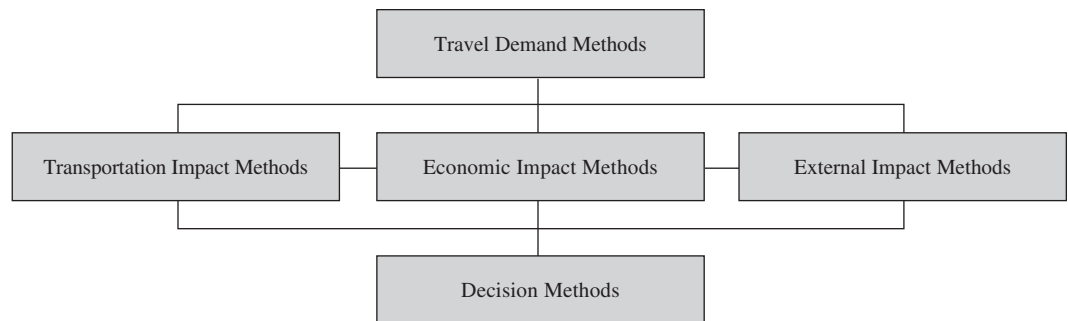 Travel Demand Methods
Transportation Impact Methods
Economic Impact Methods
External Impact Methods
Decision Methods